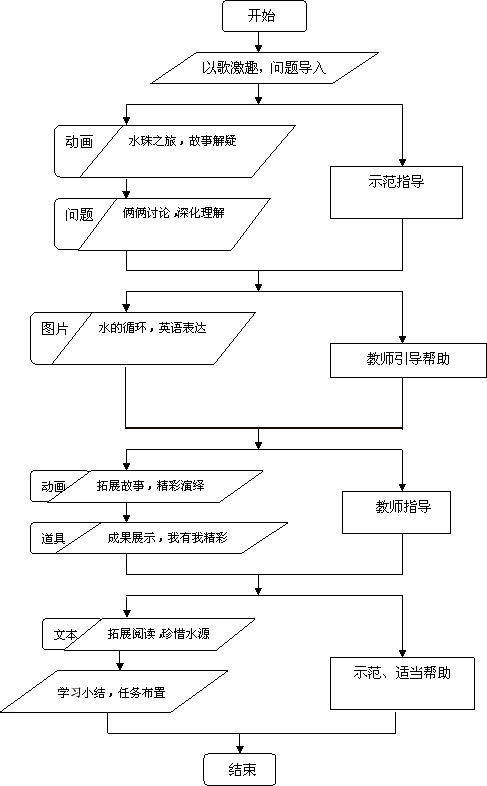 开始
以歌激趣，问题导入
动画
水珠之旅，故事解疑
示范指导
问题
俩俩讨论,深化理解
图片
水的循环，英语表达
教师引导帮助
动画
拓展故事，精彩演绎
教师指导
道具
成果展示，我有我精彩
文本
拓展阅读,珍惜水源
示范、适当帮助
学习小结，任务布置
结束